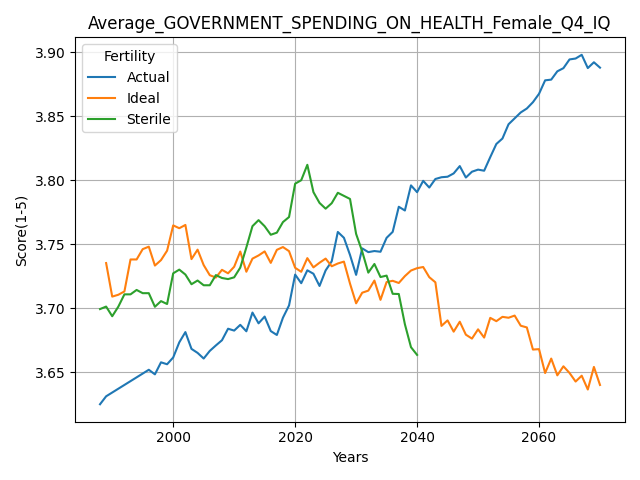 Average_GOVERNMENT_SPENDING_ON_HEALTH_Female_Q4_IQ
Fertility
Actual
Ideal
Sterile
3.90
3.85
3.80
3.75
3.70
3.65
Score(1-5)
2000
2020
2040
2060
Years